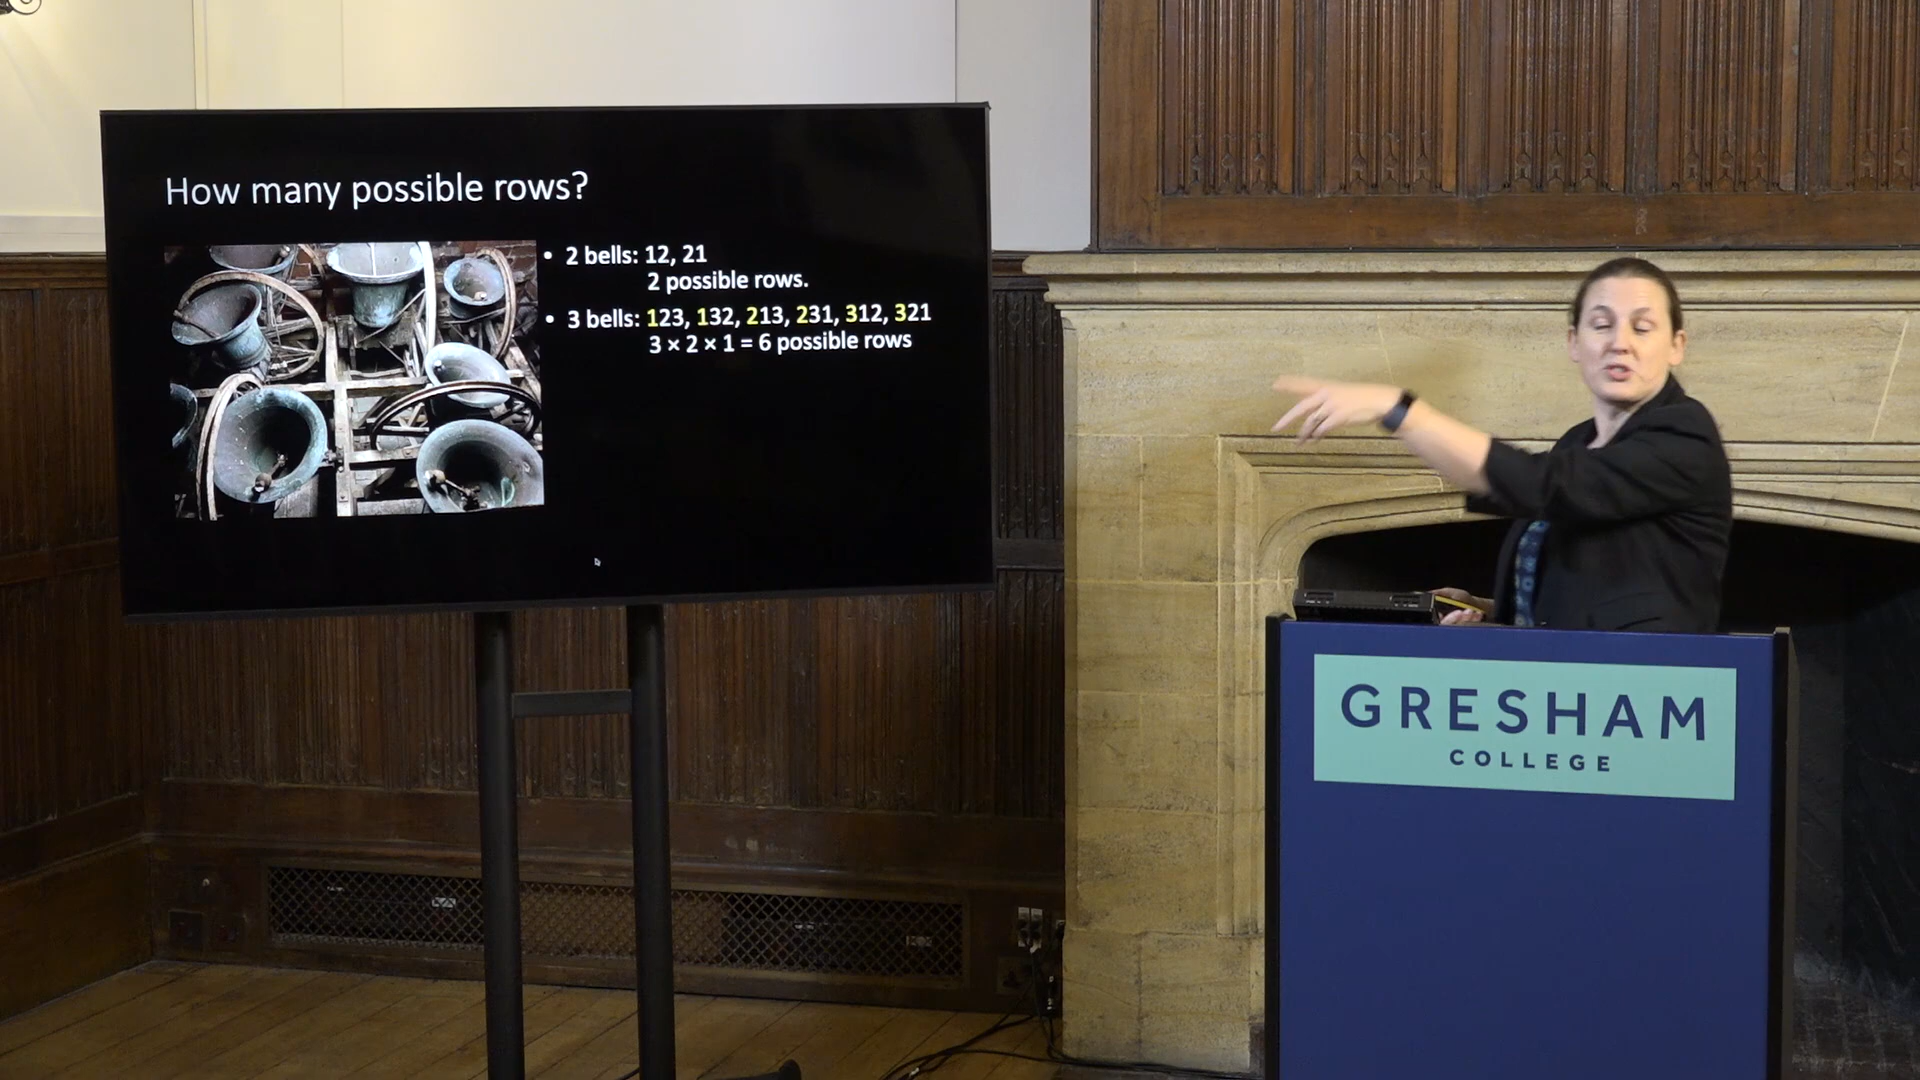 How many possible rows?
• 2 bells: 12, 21
2 possible rows.
• 3 bells: 123, 132, 213, 231, 312, 321
3 × 2 × 1 = 6 possible rows
GRESHAM
COLLEGE